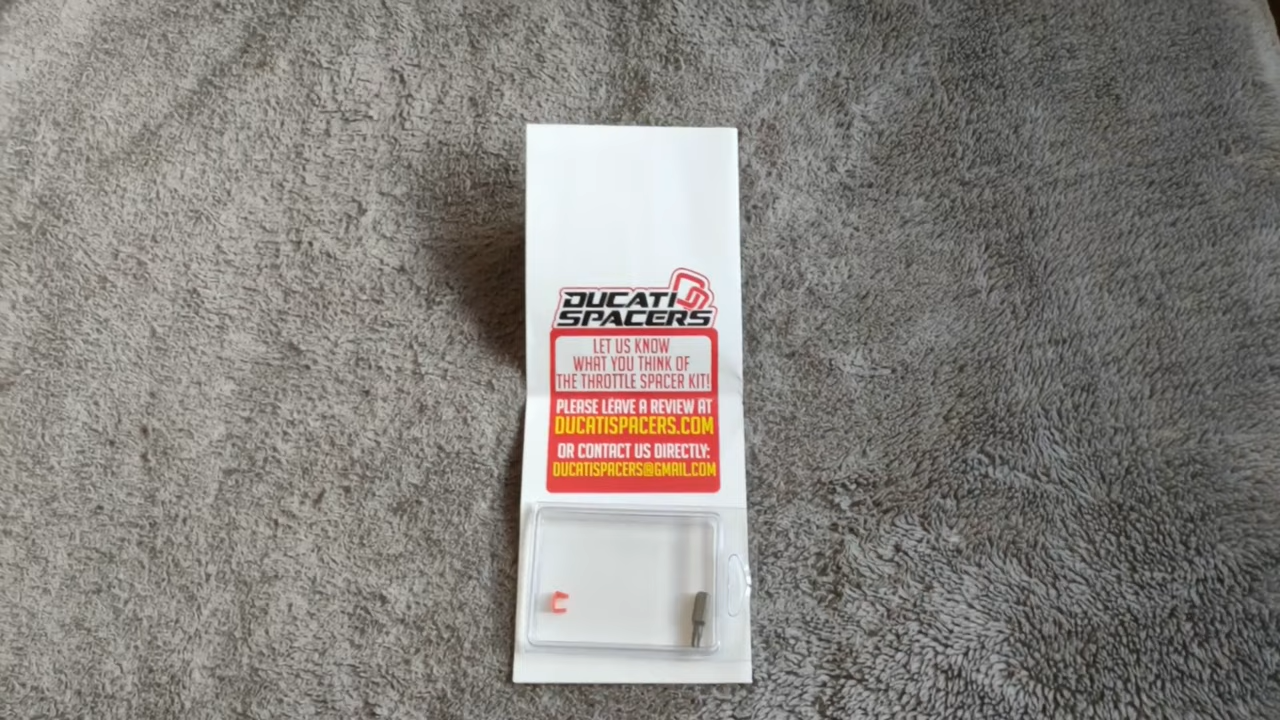 DUCATI
SPACERS
LET US KNOW
WHAT YOU THINK OF
THE THROTTLE SPACER KIT!
PLEASE LEAVE A REVIEW AT
DUCATISPACERS.COM
OR CONTACT US DIRECTLY:
DUCATISPACERS@GMAIL.COM